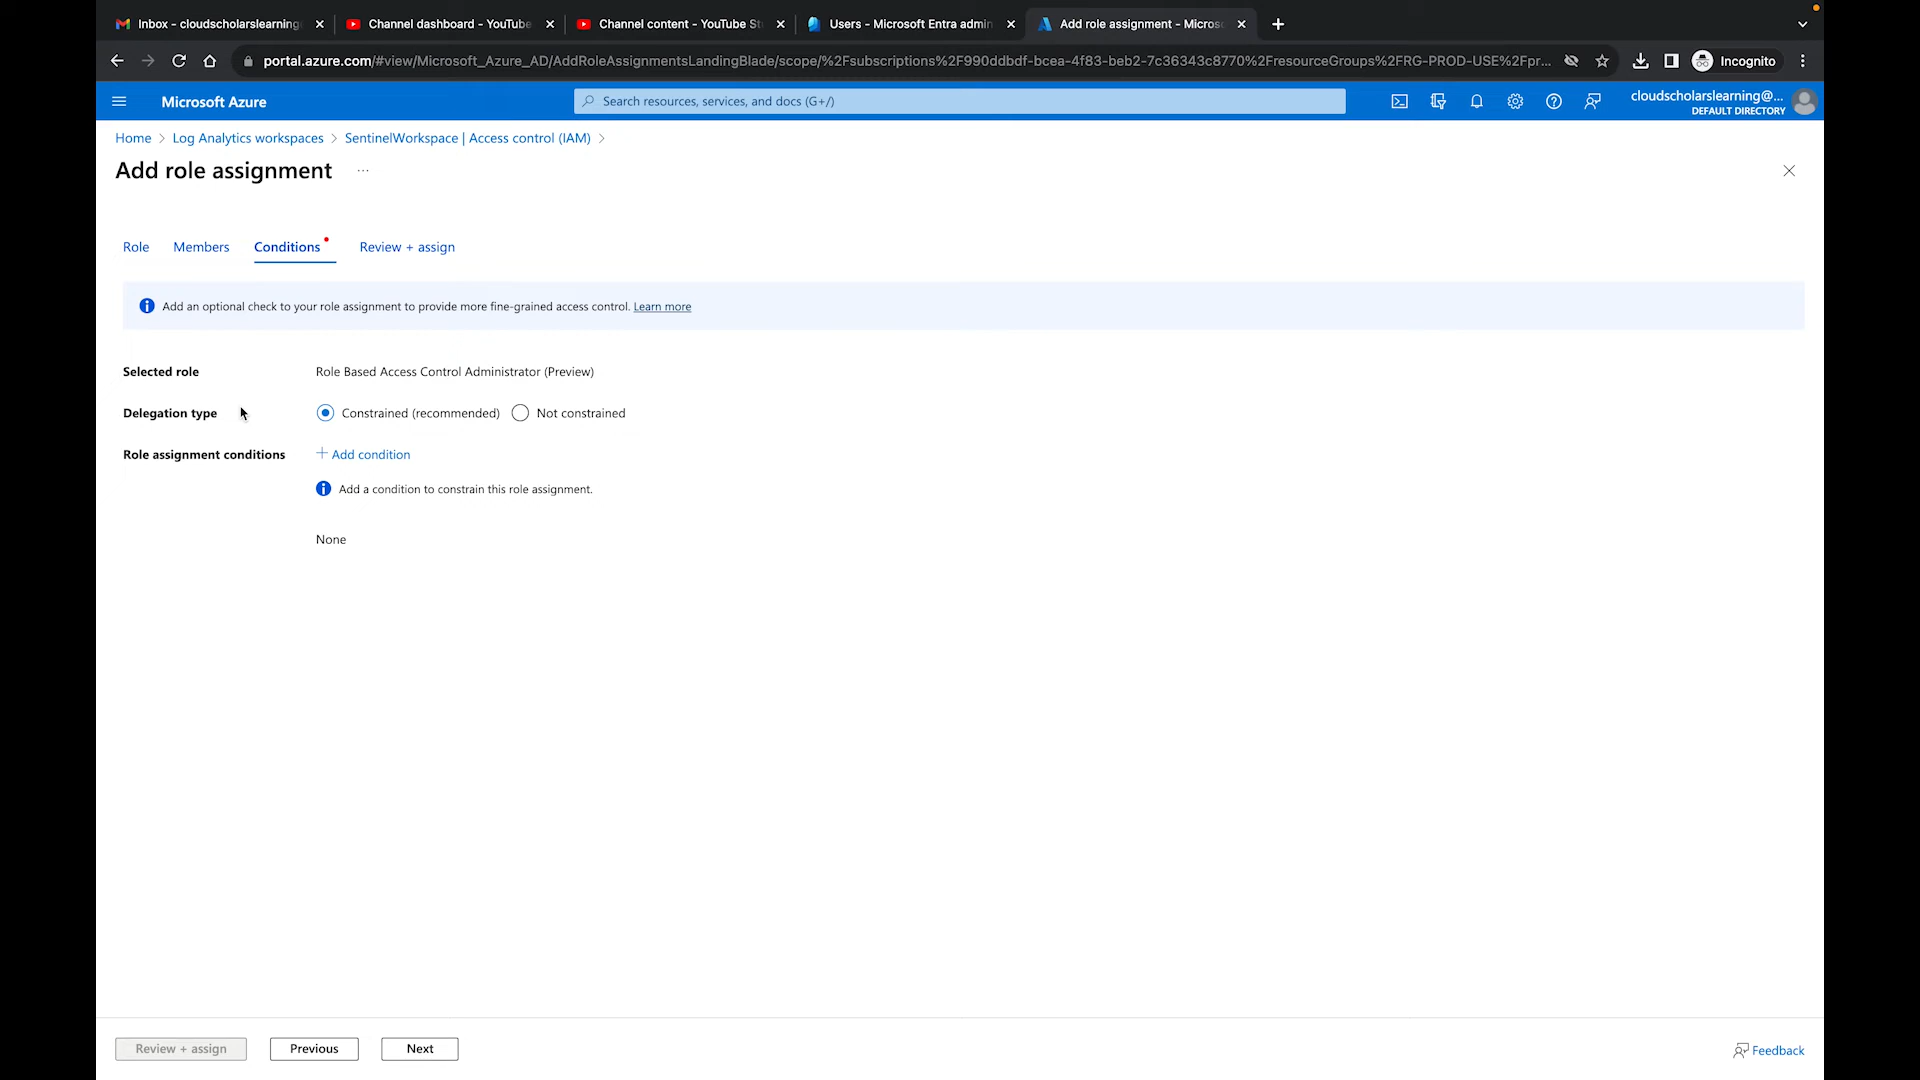 Inbox - cloudscholarslearning
Channel dashboard - YouTube
Channel content - YouTube St
Users - Microsoft Entra admin
Add role assignment - Micros
portal.azure.com/#view/Microsoft_Azure_AD/AddRoleAssignmentsLandingBlade/scope/%2Fsubscriptions%2F990ddbdf-bcea-4f83-beb2-7c36343c8770%2FresourceGroups%2FRG-PROD-USE%2Fpr...
Incognito
Microsoft Azure
Search resources, services, and docs (G+/)
cloudscholarslearning@...
DEFAULT DIRECTORY
Home > Log Analytics workspaces > SentinelWorkspace | Access control (IAM) >
Add role assignment ...
Role Members Conditions Review + assign
Add an optional check to your role assignment to provide more fine-grained access control. Learn more
Selected role Role Based Access Control Administrator (Preview)
Delegation type Constrained (recommended) Not constrained
Role assignment conditions + Add condition
Add a condition to constrain this role assignment.
None
Review + assign Previous Next
Feedback